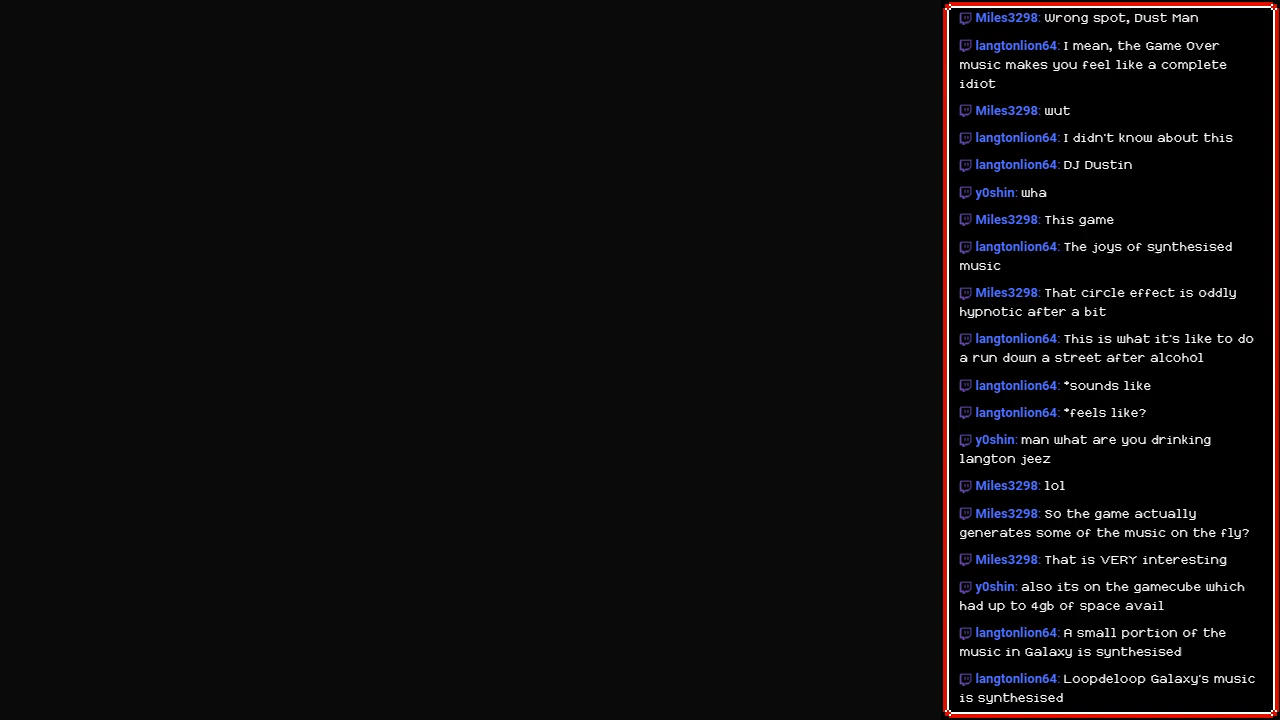 Miles3298: Wrong spot, Dust Man
langtonlion64: I mean, the Game Over
music makes you feel like a complete
idiot
Miles3298: wut
langtonlion64: I didn't know about this
langtonlion64: DJ Dustin
y0shin: wha
Miles3298: This game
langtonlion64: The joys of synthesised
music
Miles3298: That circle effect is oddly
hypnotic after a bit
langtonlion64: This is what it's like to do
a run down a street after alcohol
langtonlion64: *sounds like
langtonlion64: *feels like?
y0shin: man what are you drinking
langton jeez
Miles3298: lol
Miles3298: So the game actually
generates some of the music on the fly?
Miles3298: That is VERY interesting
y0shin: also its on the gamecube which
had up to 4gb of space avail
langtonlion64: A small portion of the
music in Galaxy is synthesised
langtonlion64: Loopdeloop Galaxy's music
is synthesised